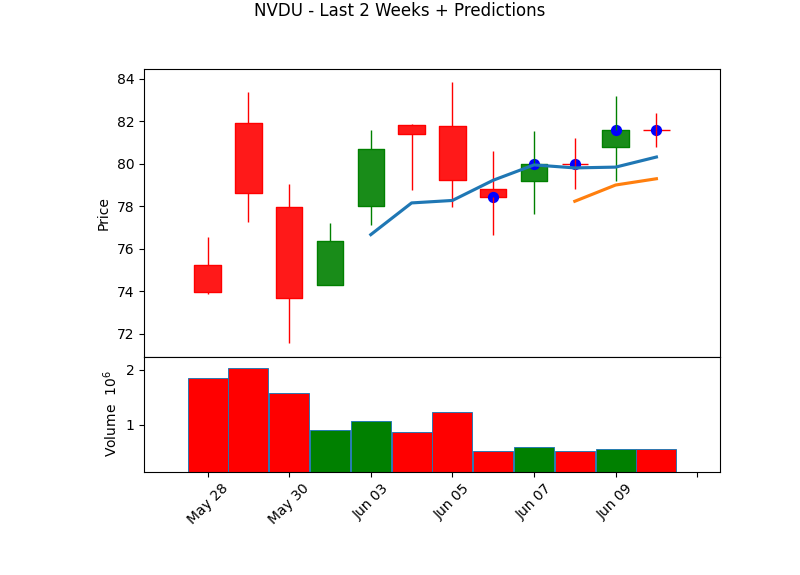 NVDU - Last 2 Weeks + Predictions
84
82
80
78
76
74
72
Price
2
1
Volume 10⁶
May 28
May 30
Jun 03
Jun 05
Jun 07
Jun 09